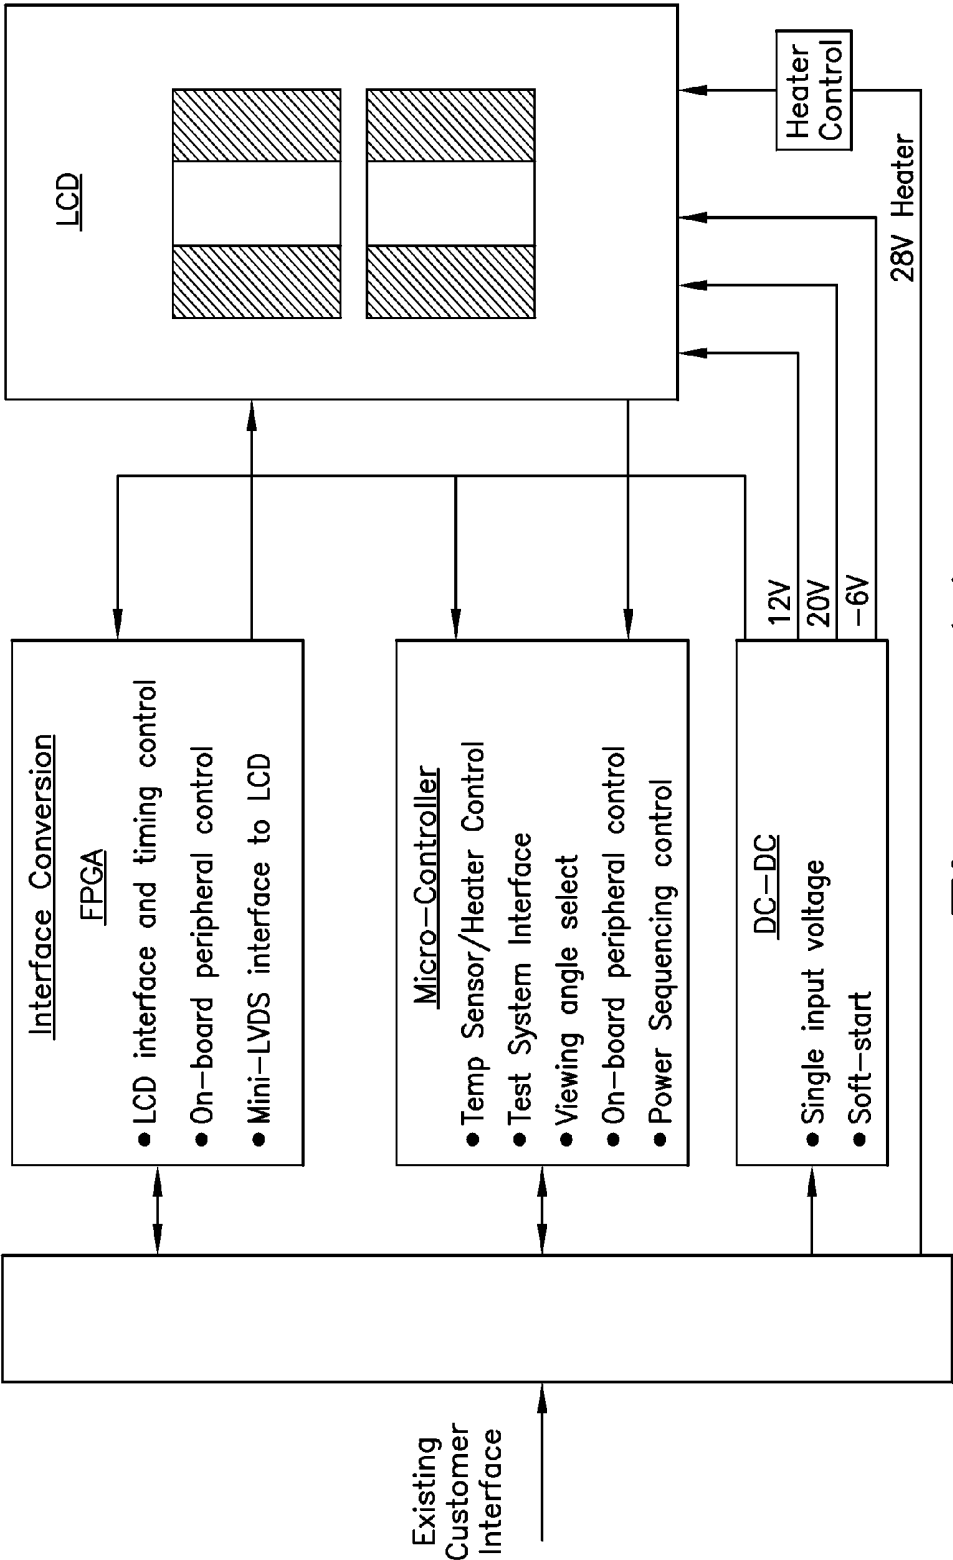 Existing
Customer
Interface
Interface Conversion
FPGA
● LCD interface and timing control
● On-board peripheral control
● Mini-LVDS interface to LCD
Micro-Controller
● Temp Sensor/Heater Control
● Test System Interface
● Viewing angle select
● On-board peripheral control
● Power Sequencing control
DC-DC
● Single input voltage
● Soft-start
12V
20V
-6V
LCD
28V Heater
Heater
Control